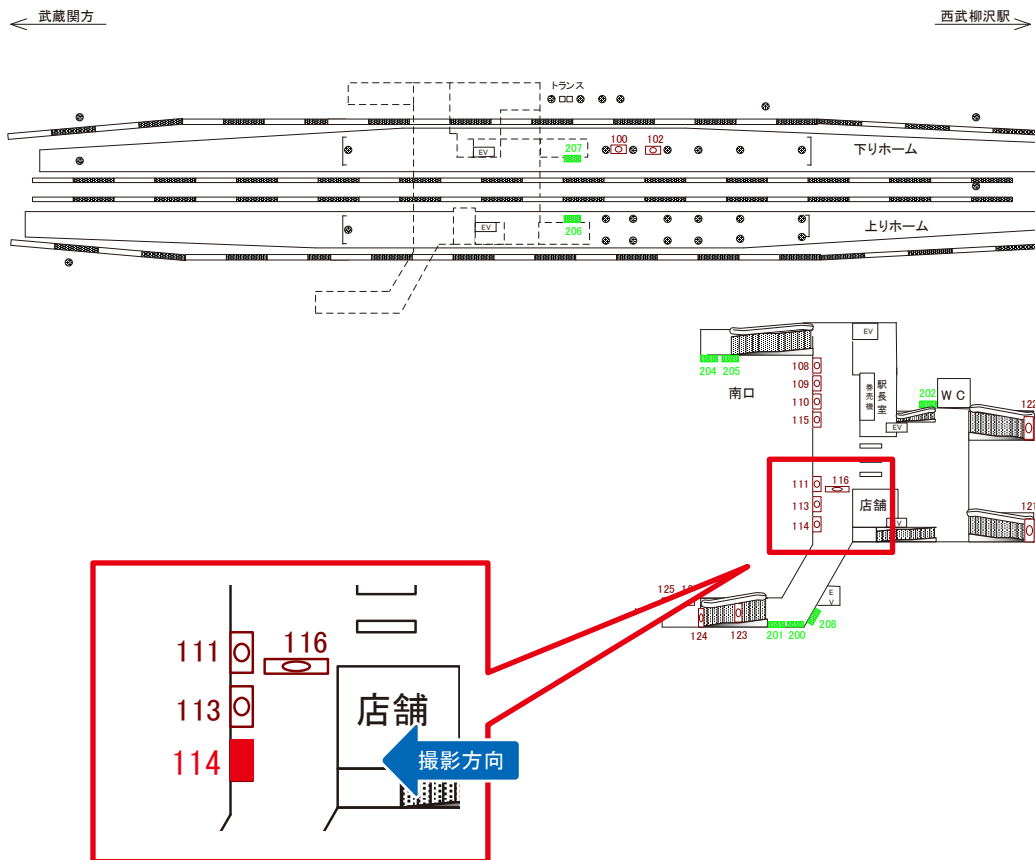 武蔵関方
西武柳沢駅
トランス
EV
207
100
102
下りホーム
EV
206
上りホーム
204
205
南口
108
109
110
115
EV
券売機
駅長室
202
WC
EV
122
111
116
113
114
店舗
121
125
124
123
201
200
208
EV
111
116
113
114
店舗
撮影方向